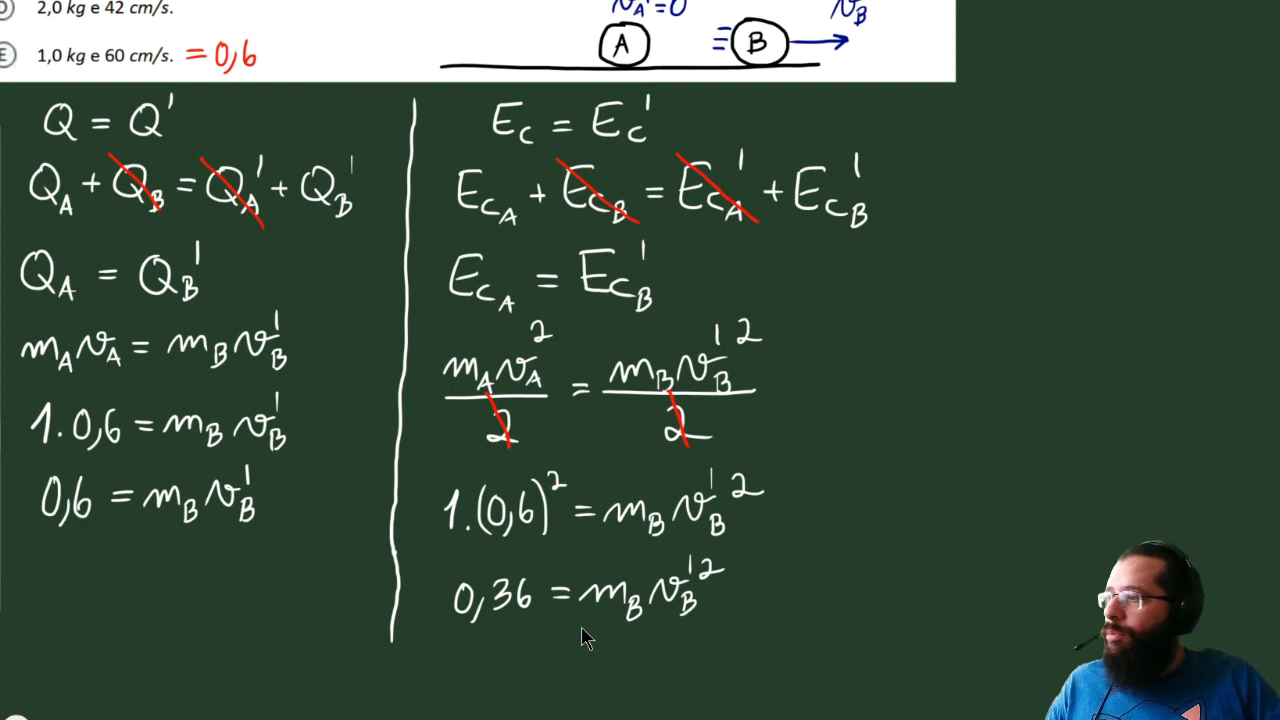 D 2,0 kg e 42 cm/s.
E 1,0 kg e 60 cm/s. = 0,6
v_A' = 0
v_B'
A
B
Q = Q'
Q_A + Q_B = Q_A' + Q_B'
Q_A = Q_B'
m_A v_A = m_B v_B'
1. 0,6 = m_B v_B'
0,6 = m_B v_B'
E_C = E_C'
E_CA + E_CB = E_CA' + E_CB'
E_CA = E_CB'
m_A v_A² / 2 = m_B v_B'² / 2
1.(0,6)² = m_B v_B'²
0,36 = m_B v_B'²